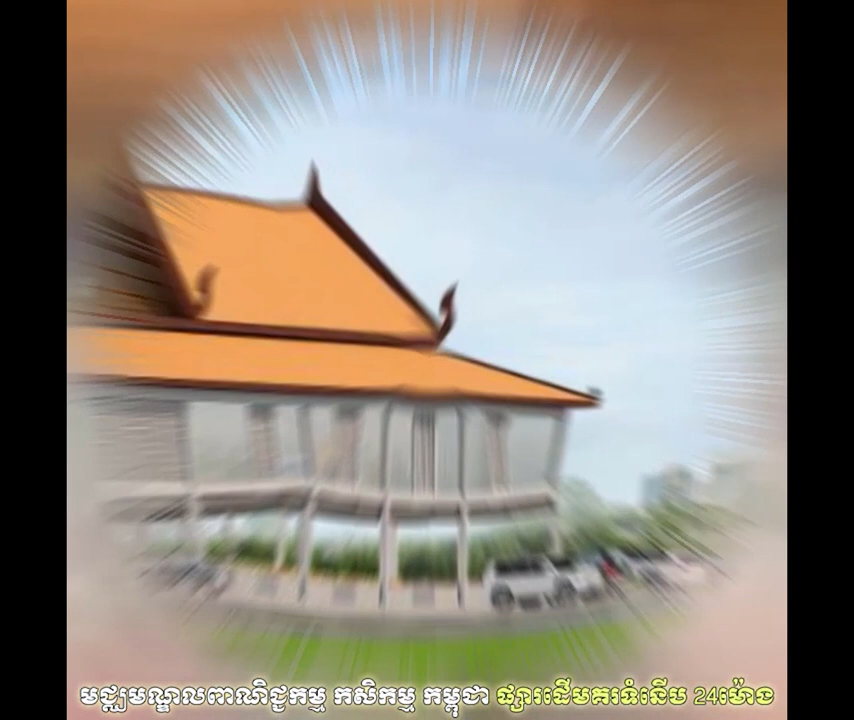 មជ្ឈមណ្ឌលពាណិជ្ជកម្ម កសិកម្ម កម្ពុជា ផ្សារដើមគរទំនើប 24ម៉ោង